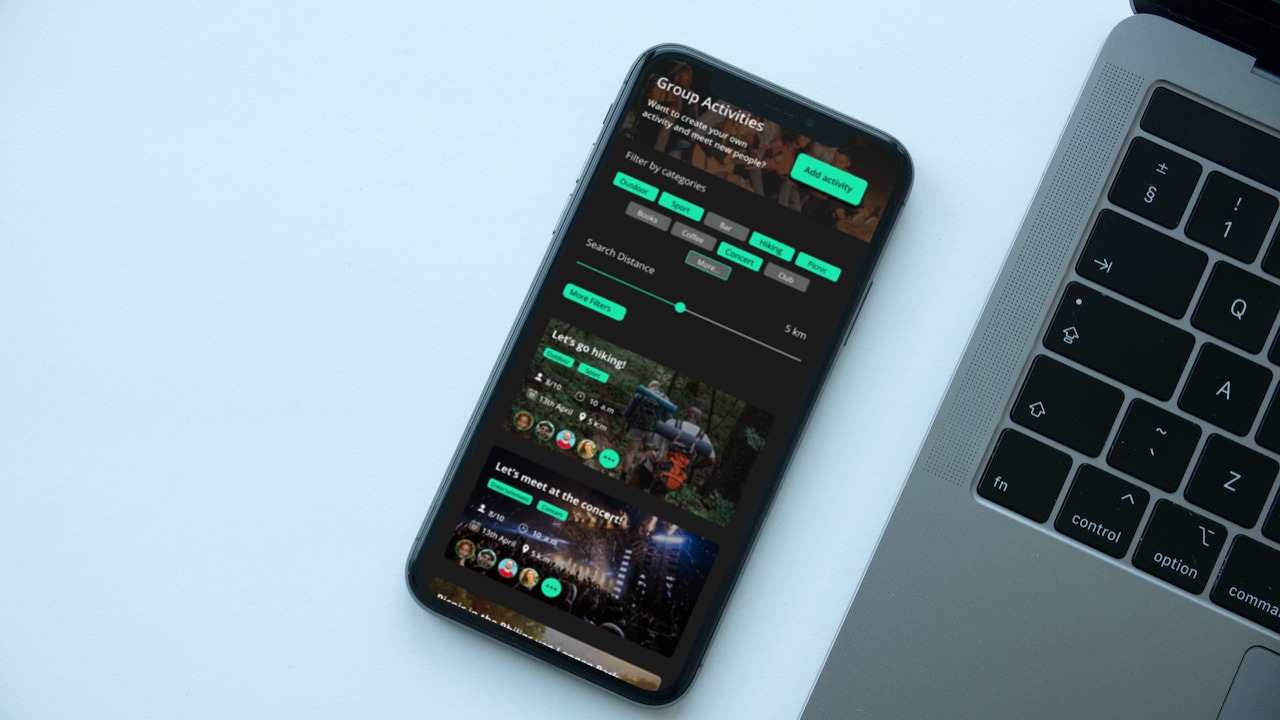 Group Activities
Want to create your own
activity and meet new people?
Add activity
Filter by categories
Outdoor
Sport
Bar
Hiking
Picnic
Books
Coffee
Concert
Club
More...
Search Distance
5 km
More Filters
Let's go hiking!
Outdoor
Sport
8/10
10 a.m
13th April
5 km
Let's meet at the concert!
Entertainment
Concert
8/10
10 a.m
13th April
5 km
Picnic in the
±
§
!
1
Q
A
~
`
Z
fn
^
control
option
comma